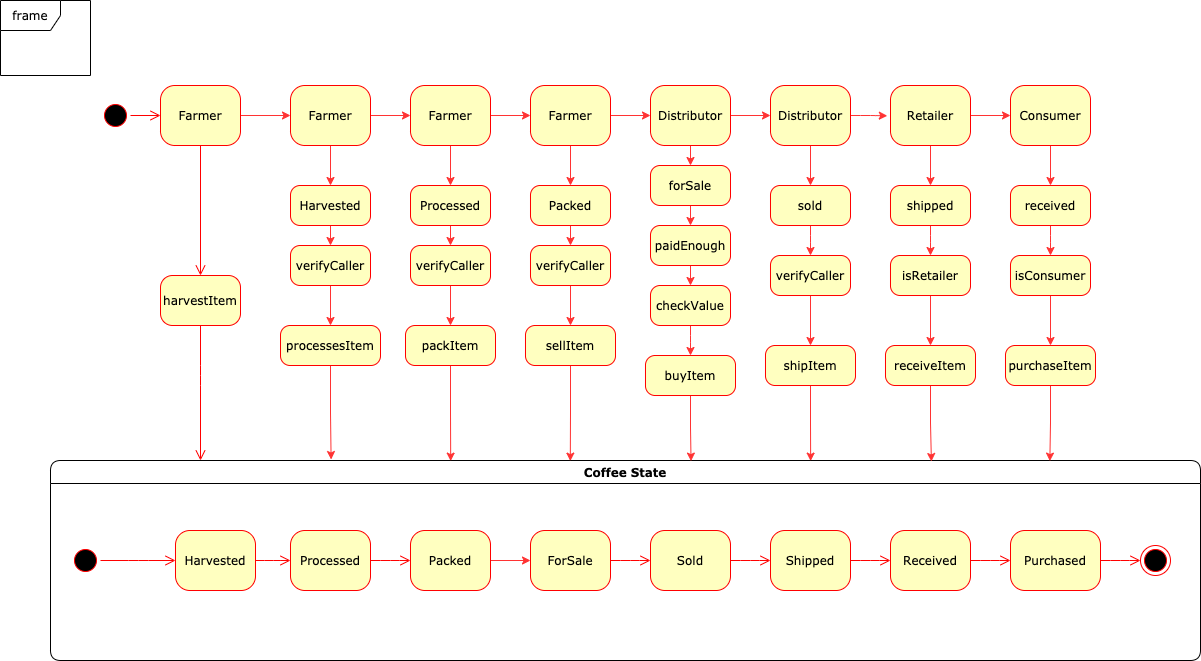 frame
Farmer
Farmer
Farmer
Farmer
Distributor
Distributor
Retailer
Consumer
forSale
Harvested
Processed
Packed
sold
shipped
received
paidEnough
verifyCaller
verifyCaller
verifyCaller
verifyCaller
isRetailer
isConsumer
harvestItem
checkValue
processesItem
packItem
sellItem
shipItem
receiveItem
purchaseItem
buyItem
Coffee State
Harvested
Processed
Packed
ForSale
Sold
Shipped
Received
Purchased